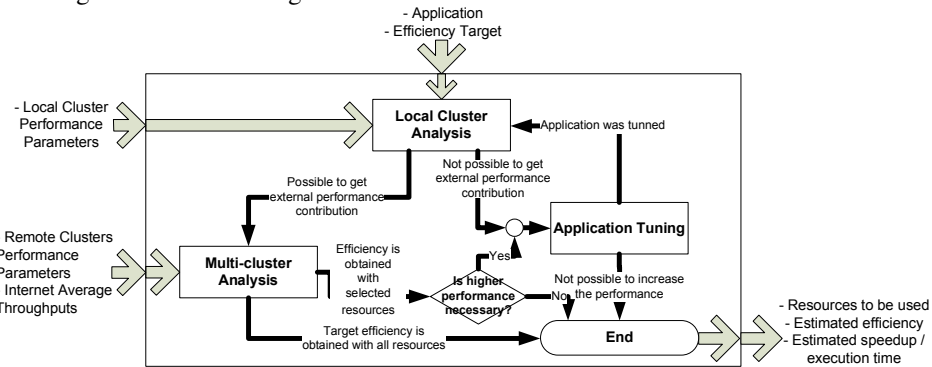 - Application
- Efficiency Target
- Local Cluster
Performance
Parameters
Local Cluster
Analysis
Application was tunned
Not possible to get
external performance
contribution
Possible to get
external performance
contribution
Application Tuning
Remote Clusters
Performance
Parameters
Internet Average
Throughputs
Multi-cluster
Analysis
Efficiency is
obtained
with
selected
resources
Yes
Is higher
performance
necessary?
No
Not possible to increase
the performance
Target efficiency is
obtained with all resources
End
- Resources to be used
- Estimated efficiency
- Estimated speedup /
execution time